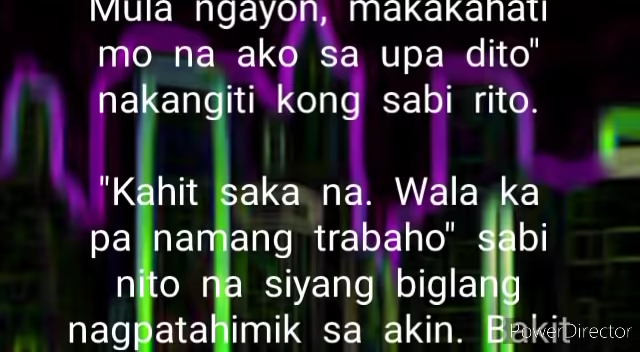 Mula ngayon, makakahati
mo na ako sa upa dito"
nakangiti kong sabi rito.
"Kahit saka na. Wala ka
pa namang trabaho" sabi
nito na siyang biglang
nagpatahimik sa akin. Bakit
PowerDirector